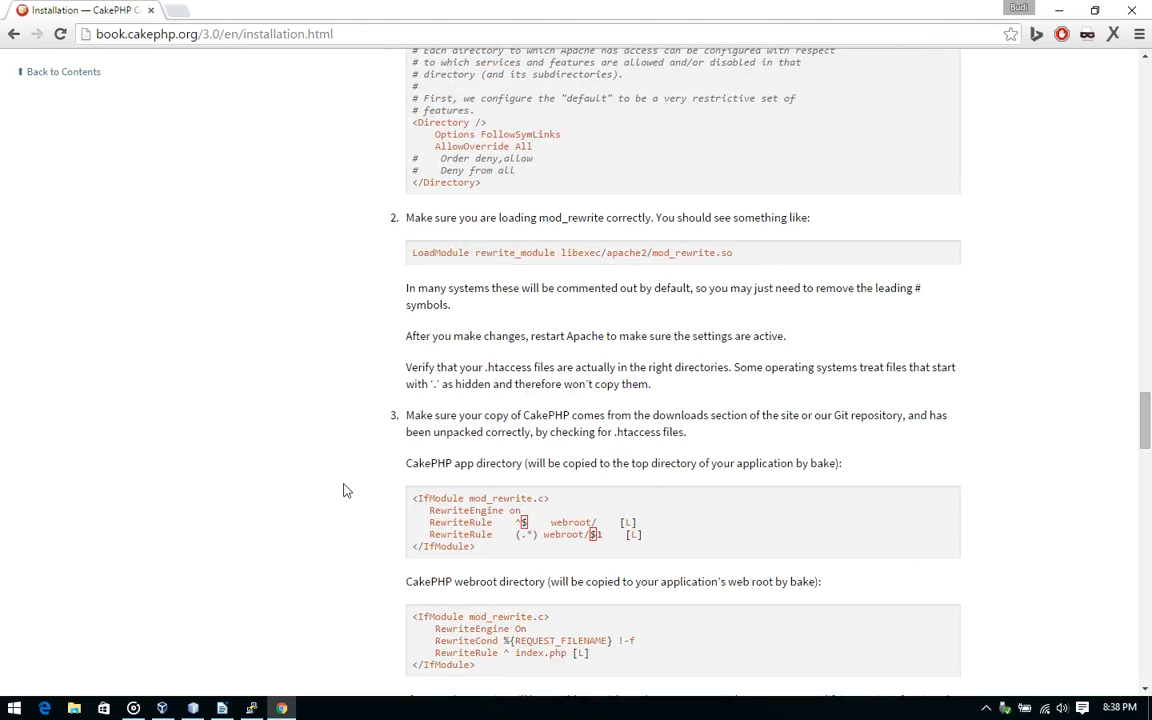 Installation — CakePHP C
Budi
book.cakephp.org/3.0/en/installation.html
Back to Contents
# Each directory to which Apache has access can be configured with respect
# to which services and features are allowed and/or disabled in that
# directory (and its subdirectories).
#
# First, we configure the "default" to be a very restrictive set of
# features.
<Directory />
    Options FollowSymLinks
    AllowOverride All
#    Order deny,allow
#    Deny from all
</Directory>
2. Make sure you are loading mod_rewrite correctly. You should see something like:
LoadModule rewrite_module libexec/apache2/mod_rewrite.so
In many systems these will be commented out by default, so you may just need to remove the leading #
symbols.
After you make changes, restart Apache to make sure the settings are active.
Verify that your .htaccess files are actually in the right directories. Some operating systems treat files that start
with ‘.’ as hidden and therefore won’t copy them.
3. Make sure your copy of CakePHP comes from the downloads section of the site or our Git repository, and has
been unpacked correctly, by checking for .htaccess files.
CakePHP app directory (will be copied to the top directory of your application by bake):
<IfModule mod_rewrite.c>
   RewriteEngine on
   RewriteRule    ^$    webroot/    [L]
   RewriteRule    (.*) webroot/$1    [L]
</IfModule>
CakePHP webroot directory (will be copied to your application’s web root by bake):
<IfModule mod_rewrite.c>
    RewriteEngine On
    RewriteCond %{REQUEST_FILENAME} !-f
    RewriteRule ^ index.php [L]
</IfModule>
8:38 PM